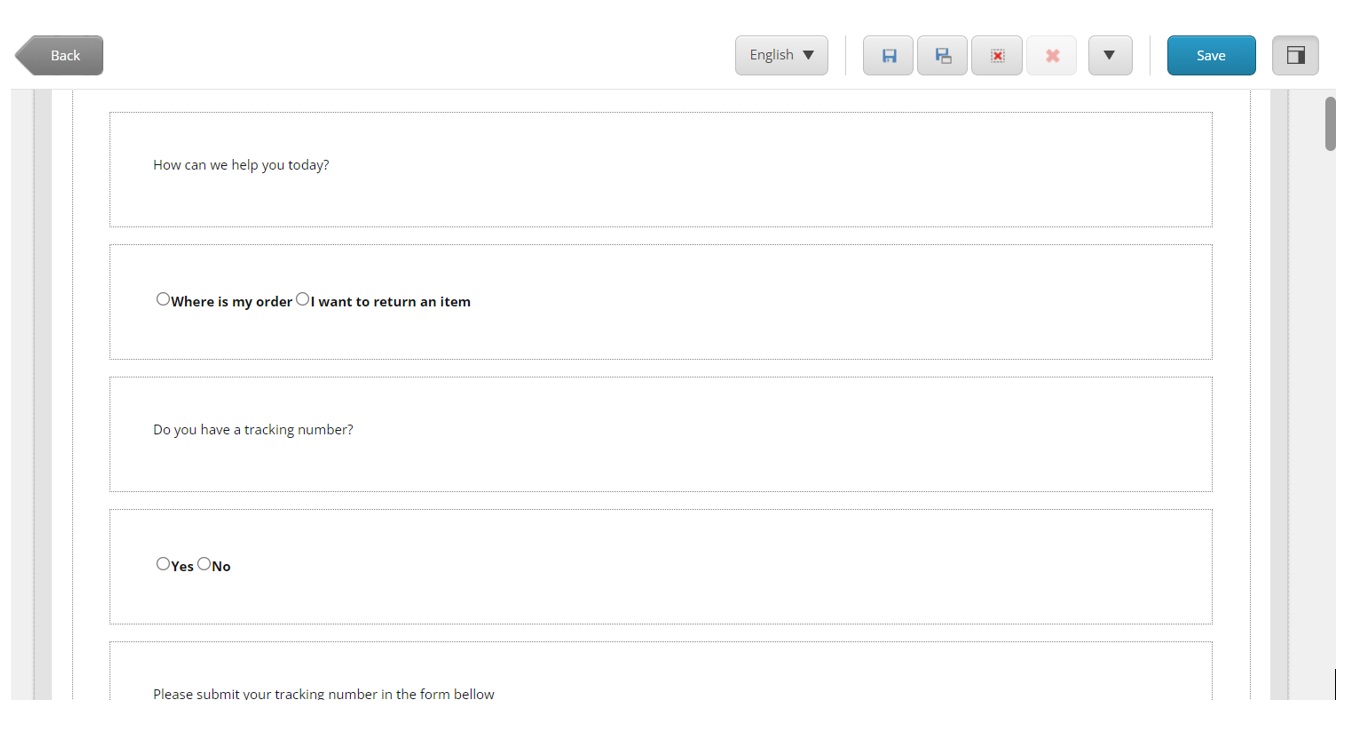 Back
English
Save
How can we help you today?
Where is my order I want to return an item
Do you have a tracking number?
Yes No
Please submit your tracking number in the form bellow